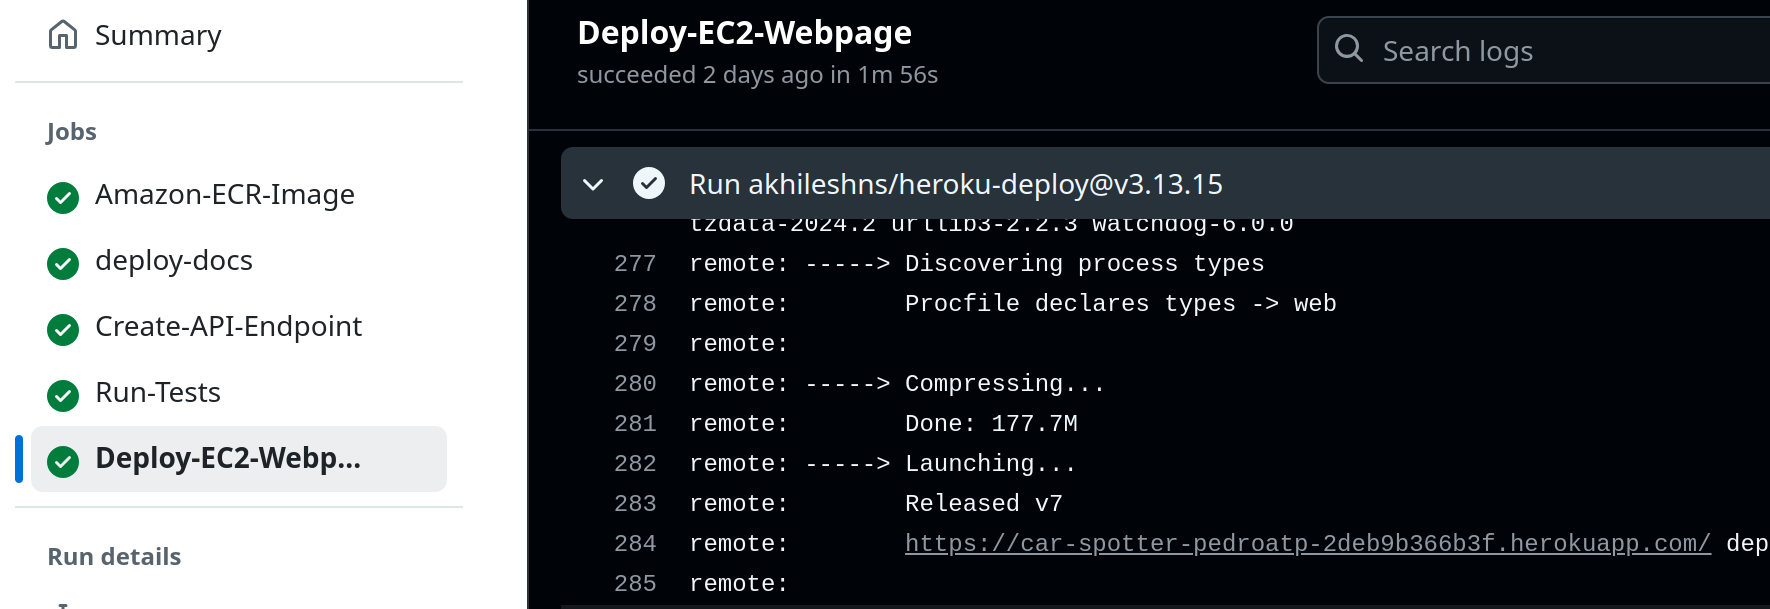 Summary
Jobs
Amazon-ECR-Image
deploy-docs
Create-API-Endpoint
Run-Tests
Deploy-EC2-Webp...
Run details
Deploy-EC2-Webpage
succeeded 2 days ago in 1m 56s
Search logs
Run akhileshns/heroku-deploy@v3.13.15
tzdata-2024.2 urllib3-2.2.3 watchdog-6.0.0
277 remote: -----> Discovering process types
278 remote:        Procfile declares types -> web
279 remote:
280 remote: -----> Compressing...
281 remote:        Done: 177.7M
282 remote: -----> Launching...
283 remote:        Released v7
284 remote:        https://car-spotter-pedroatp-2deb9b366b3f.herokuapp.com/ dep
285 remote: